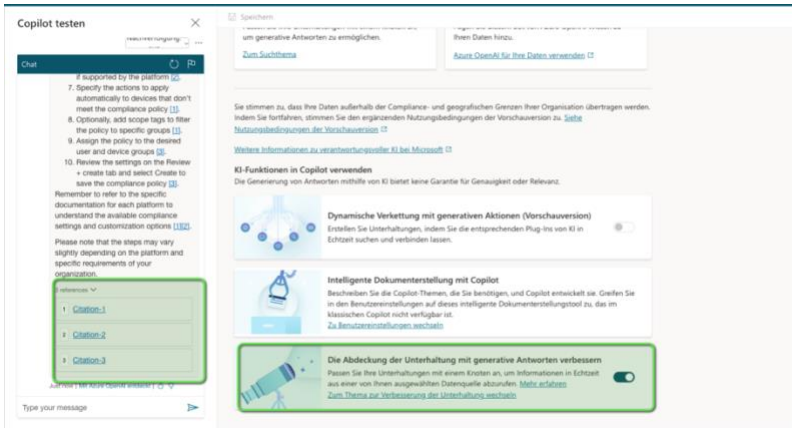 Copilot testen
Nachverfolgung
Chat
if supported by the platform [2].
7. Specify the actions to apply
automatically to devices that don't
meet the compliance policy [1].
8. Optionally, add scope tags to filter
the policy to specific groups [1].
9. Assign the policy to the desired
user and device groups [3].
10. Review the settings on the Review
+ create tab and select Create to
save the compliance policy [3].
Remember to refer to the specific
documentation for each platform to
understand the available compliance
settings and customization options [1][2].
Please note that the steps may vary
slightly depending on the platform and
specific requirements of your
organization.
3 references
1 Citation-1
2 Citation-2
3 Citation-3
Just now | Mit Azure OpenAI
Type your message
Speichern
um generative Antworten zu ermöglichen.
Zum Suchthema
Ihren Daten hinzu.
Azure OpenAI für Ihre Daten verwenden
Sie stimmen zu, dass Ihre Daten außerhalb der Compliance- und geografischen Grenzen Ihrer Organisation übertragen werden.
Indem Sie fortfahren, stimmen Sie den ergänzenden Nutzungsbedingungen der Vorschauversion zu. Siehe
Nutzungsbedingungen der Vorschauversion
Weitere Informationen zu verantwortungsvoller KI bei Microsoft
KI-Funktionen in Copilot verwenden
Die Generierung von Antworten mithilfe von KI bietet keine Garantie für Genauigkeit oder Relevanz.
Dynamische Verkettung mit generativen Aktionen (Vorschauversion)
Erstellen Sie Unterhaltungen, indem Sie die entsprechenden Plug-Ins von KI in
Echtzeit suchen und verbinden lassen.
Intelligente Dokumenterstellung mit Copilot
Beschreiben Sie die Copilot-Themen, die Sie benötigen, und Copilot entwickelt sie. Greifen Sie
in den Benutzereinstellungen auf dieses intelligente Dokumenterstellungstool zu, das im
klassischen Copilot nicht verfügbar ist.
Zu Benutzereinstellungen wechseln
Die Abdeckung der Unterhaltung mit generative Antworten verbessern
Passen Sie Ihre Unterhaltungen mit einem Knoten an, um Informationen in Echtzeit
aus einer von Ihnen ausgewählten Datenquelle abzurufen. Mehr erfahren
Zum Thema zur Verbesserung der Unterhaltung wechseln